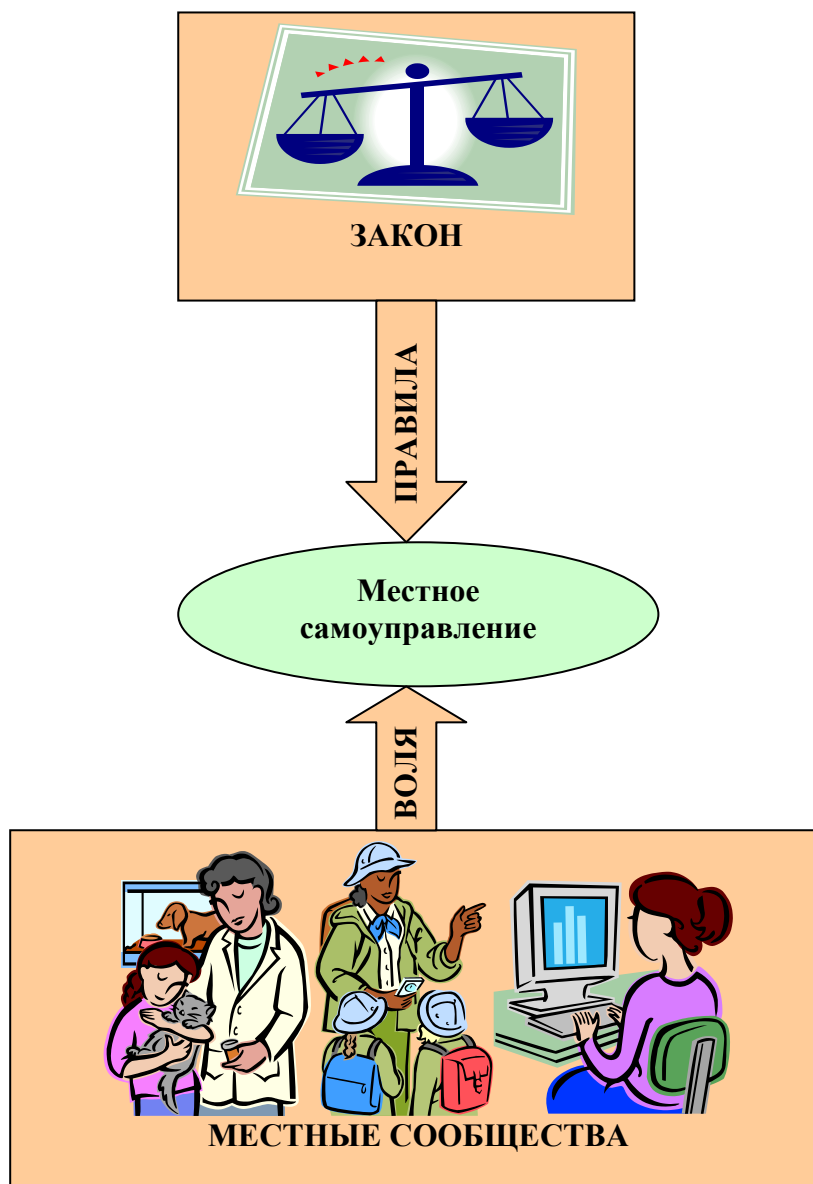 ЗАКОН
ПРАВИЛА
Местное
самоуправление
ВОЛЯ
МЕСТНЫЕ СООБЩЕСТВА